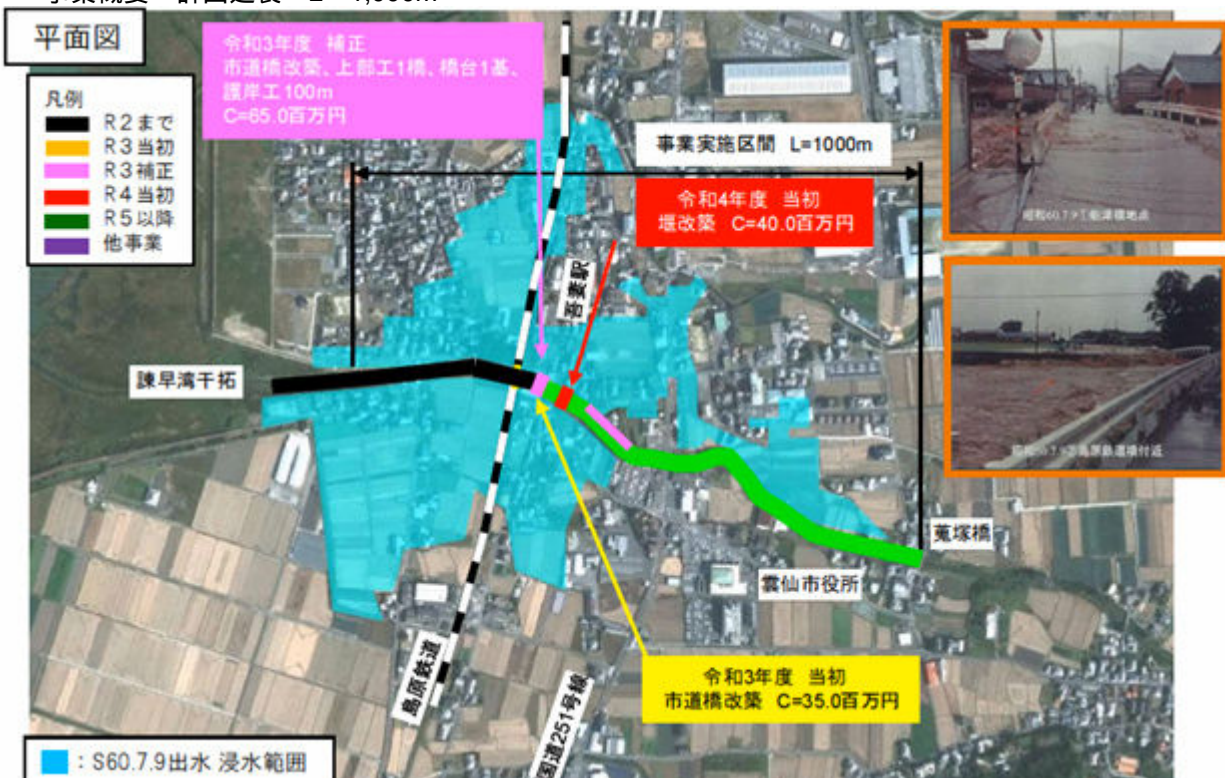 平面図
凡例
R2まで
R3当初
R3補正
R4当初
R5以降
他事業
令和3年度 補正
市道橋改築、上部工1橋、橋台1基、
護岸工100m
C=65.0百万円
事業実施区間 L=1000m
令和4年度 当初
堰改築 C=40.0百万円
吾妻駅
諫早湾干拓
島原鉄道
国道251号線
雲仙市役所
蒐塚橋
令和3年度 当初
市道橋改築 C=35.0百万円
:S60.7.9出水 浸水範囲